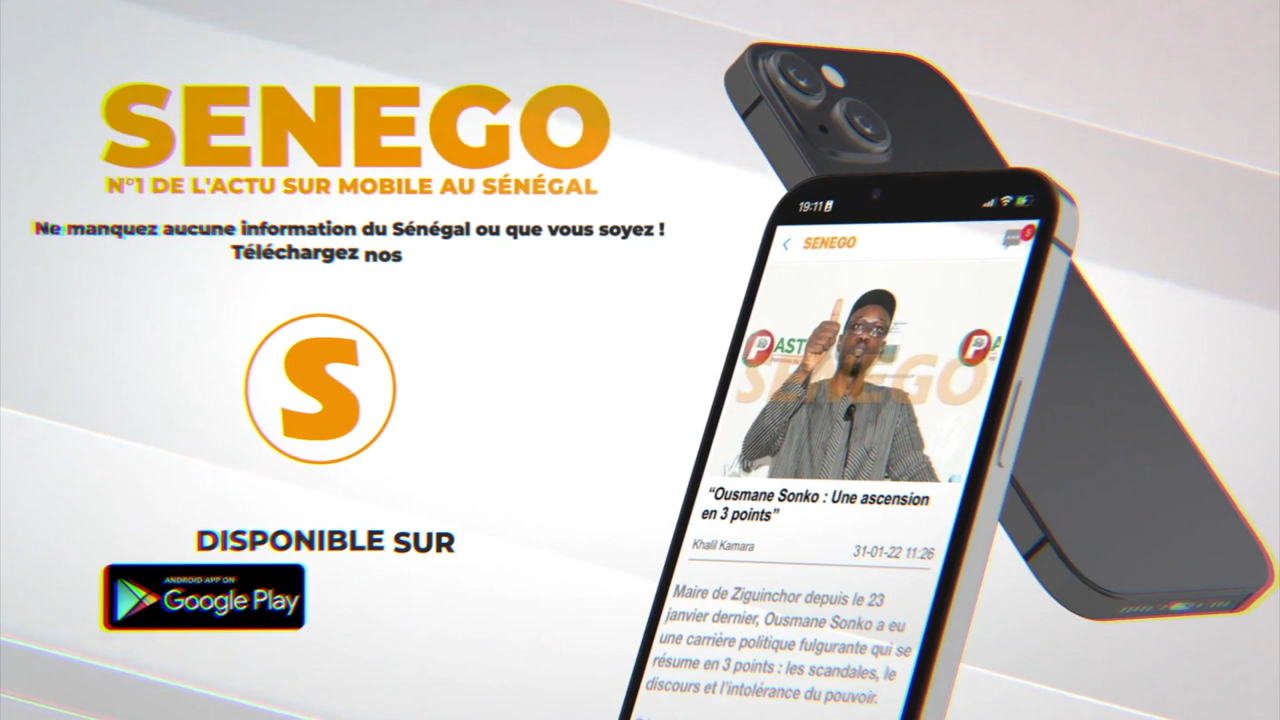 SENEGO
N°1 DE L'ACTU SUR MOBILE AU SÉNÉGAL
Ne manquez aucune information du Sénégal ou que vous soyez !
Téléchargez nos
S
DISPONIBLE SUR
ANDROID APP ON
Google Play
19:11
SENEGO
5
PAST
PA
SENEGO
“Ousmane Sonko : Une ascension
en 3 points”
Khalil Kamara
31-01-22 11:26
Maire de Ziguinchor depuis le 23
janvier dernier, Ousmane Sonko a eu
une carrière politique fulgurante qui se
résume en 3 points : les scandales, le
discours et l'intolérance du pouvoir.